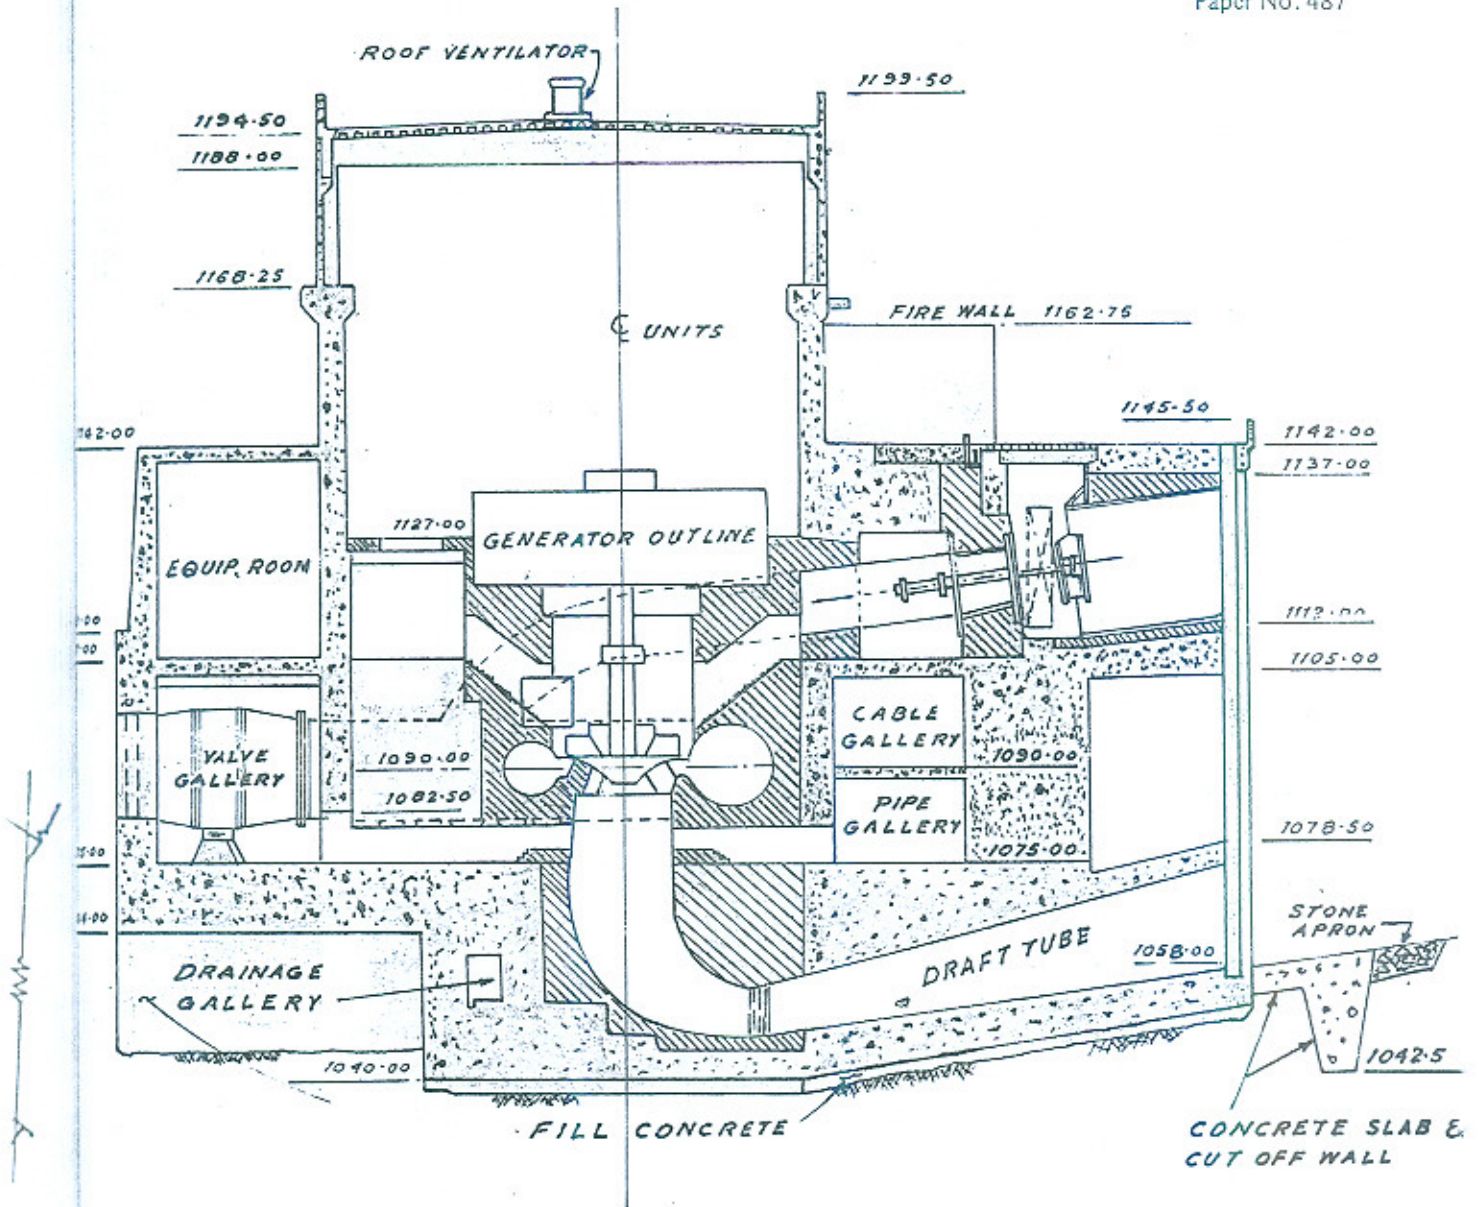 Paper No. 487
ROOF VENTILATOR
1199.50
1194.50
1188.00
1168.25
FIRE WALL 1162.75
℄ UNITS
1145.50
1142.00
1137.00
1127.00
GENERATOR OUTLINE
EQUIP. ROOM
1105.00
CABLE
GALLERY
1090.00
VALVE
GALLERY
1090.00
1082.50
PIPE
GALLERY
1075.00
1078.50
STONE
APRON
DRAFT TUBE
1058.00
DRAINAGE
GALLERY
1040.00
1042.5
FILL CONCRETE
CONCRETE SLAB &
CUT OFF WALL